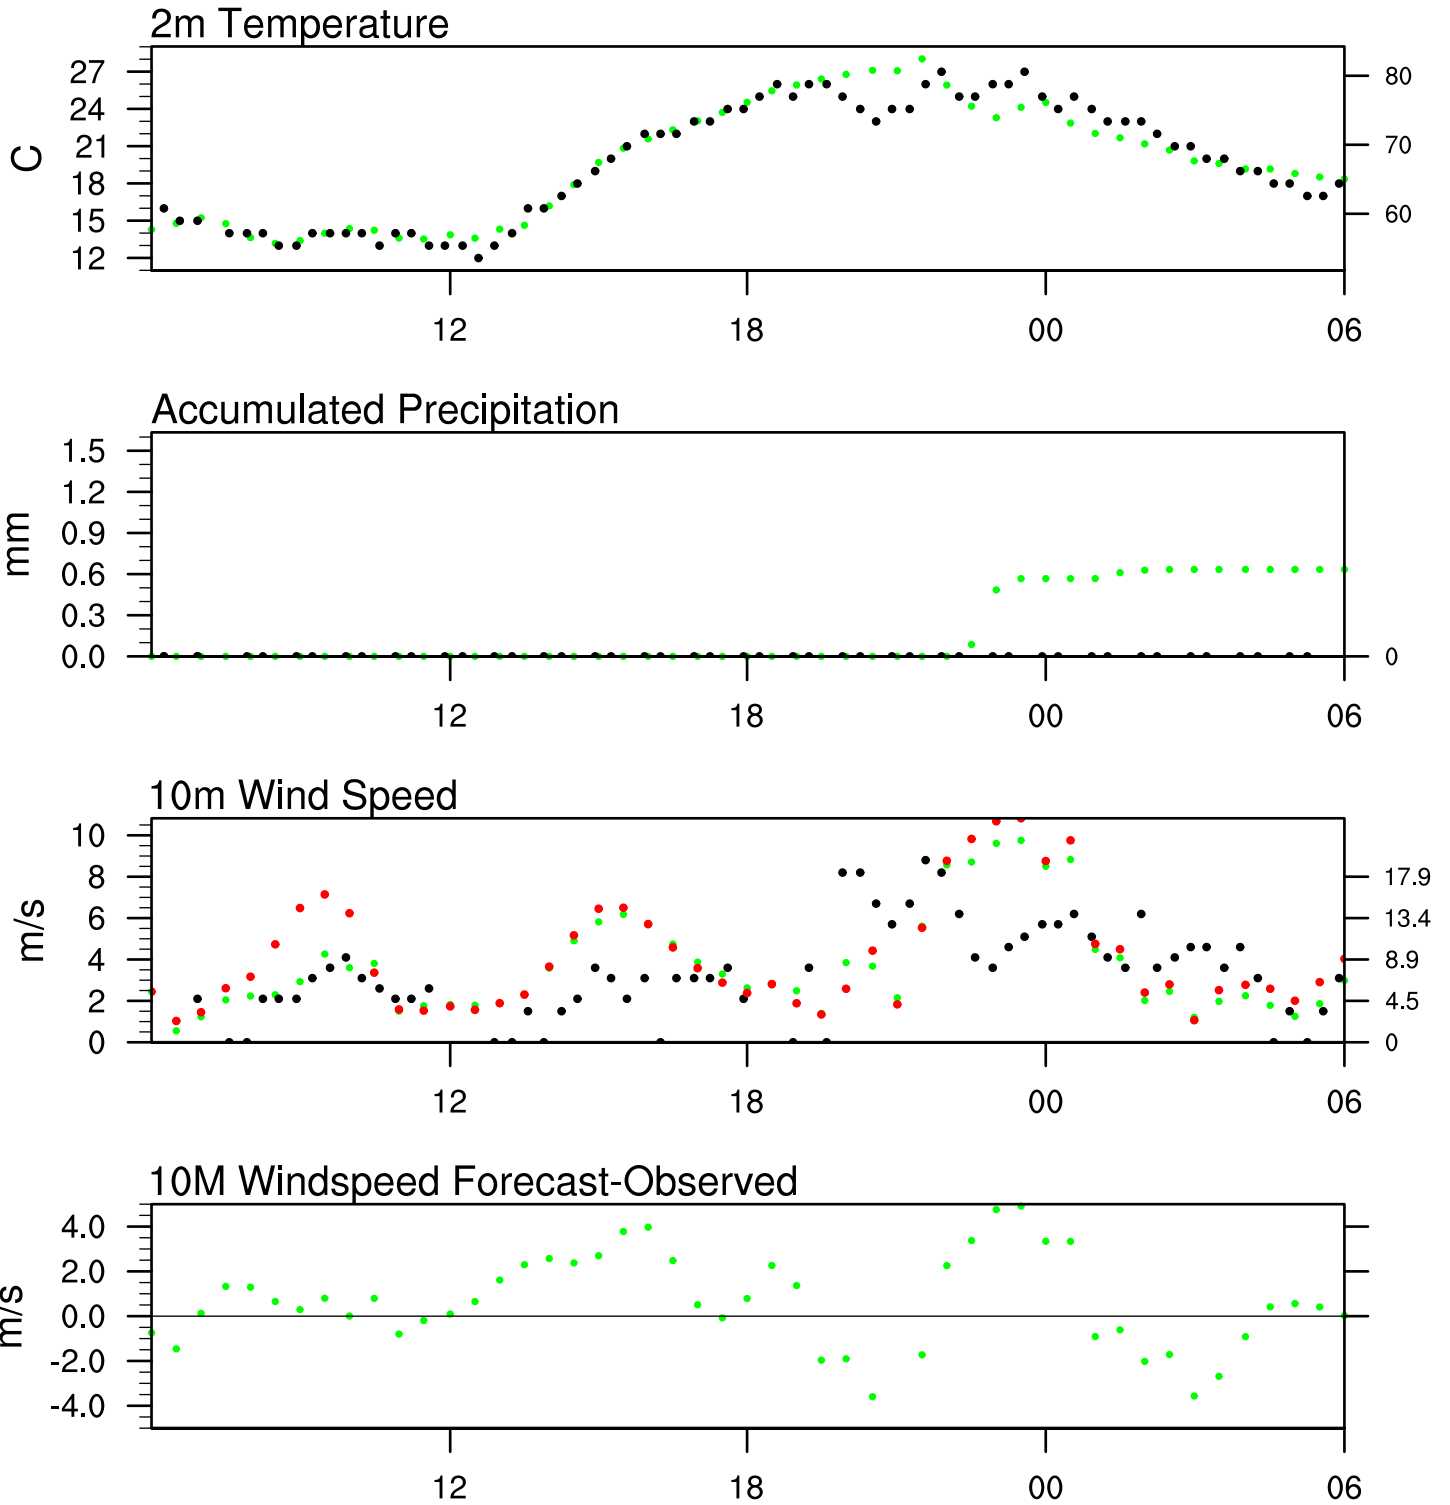 2m Temperature
27
24
21
18
15
12
C
80
70
60
12 18 00 06
Accumulated Precipitation
1.5
1.2
0.9
0.6
0.3
0.0
mm
0
12 18 00 06
10m Wind Speed
10
8
6
4
2
0
m/s
17.9
13.4
8.9
4.5
0
12 18 00 06
10M Windspeed Forecast-Observed
4.0
2.0
0.0
-2.0
-4.0
m/s
12 18 00 06